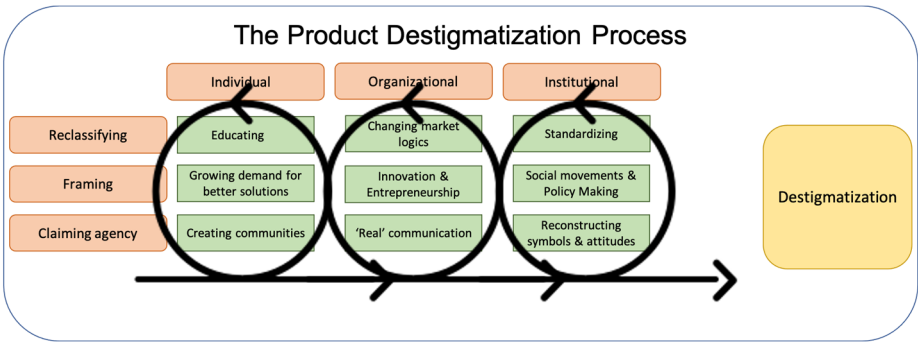 The Product Destigmatization Process
Individual
Organizational
Institutional
Reclassifying
Educating
Changing market
logics
Standardizing
Framing
Growing demand for
better solutions
Innovation &
Entrepreneurship
Social movements &
Policy Making
Claiming agency
Creating communities
‘Real’ communication
Reconstructing
symbols & attitudes
Destigmatization